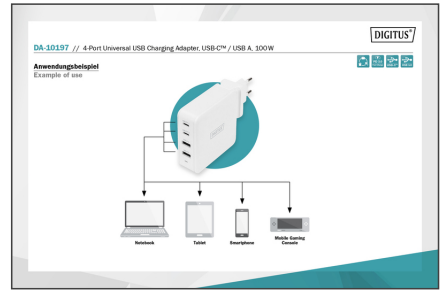 DIGITUS®
DA-10197 // 4-Port Universal USB Charging Adapter, USB-C™ / USB A, 100 W
Anwendungsbeispiel
Example of use
Notebook
Tablet
Smartphone
Mobile Gaming
Console